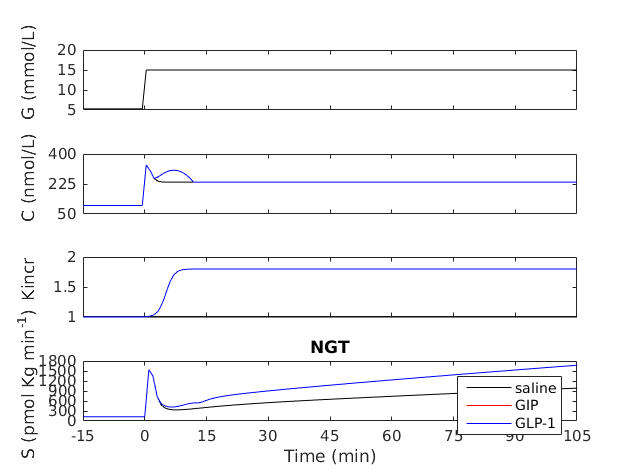 G (mmol/L)
20
15
10
5
C (nmol/L)
400
225
50
Kincr
2
1.5
1
NGT
S (pmol Kg min-1)
1800
1500
1200
900
600
300
0
saline
GIP
GLP-1
-15 0 15 30 45 60 75 90 105
Time (min)